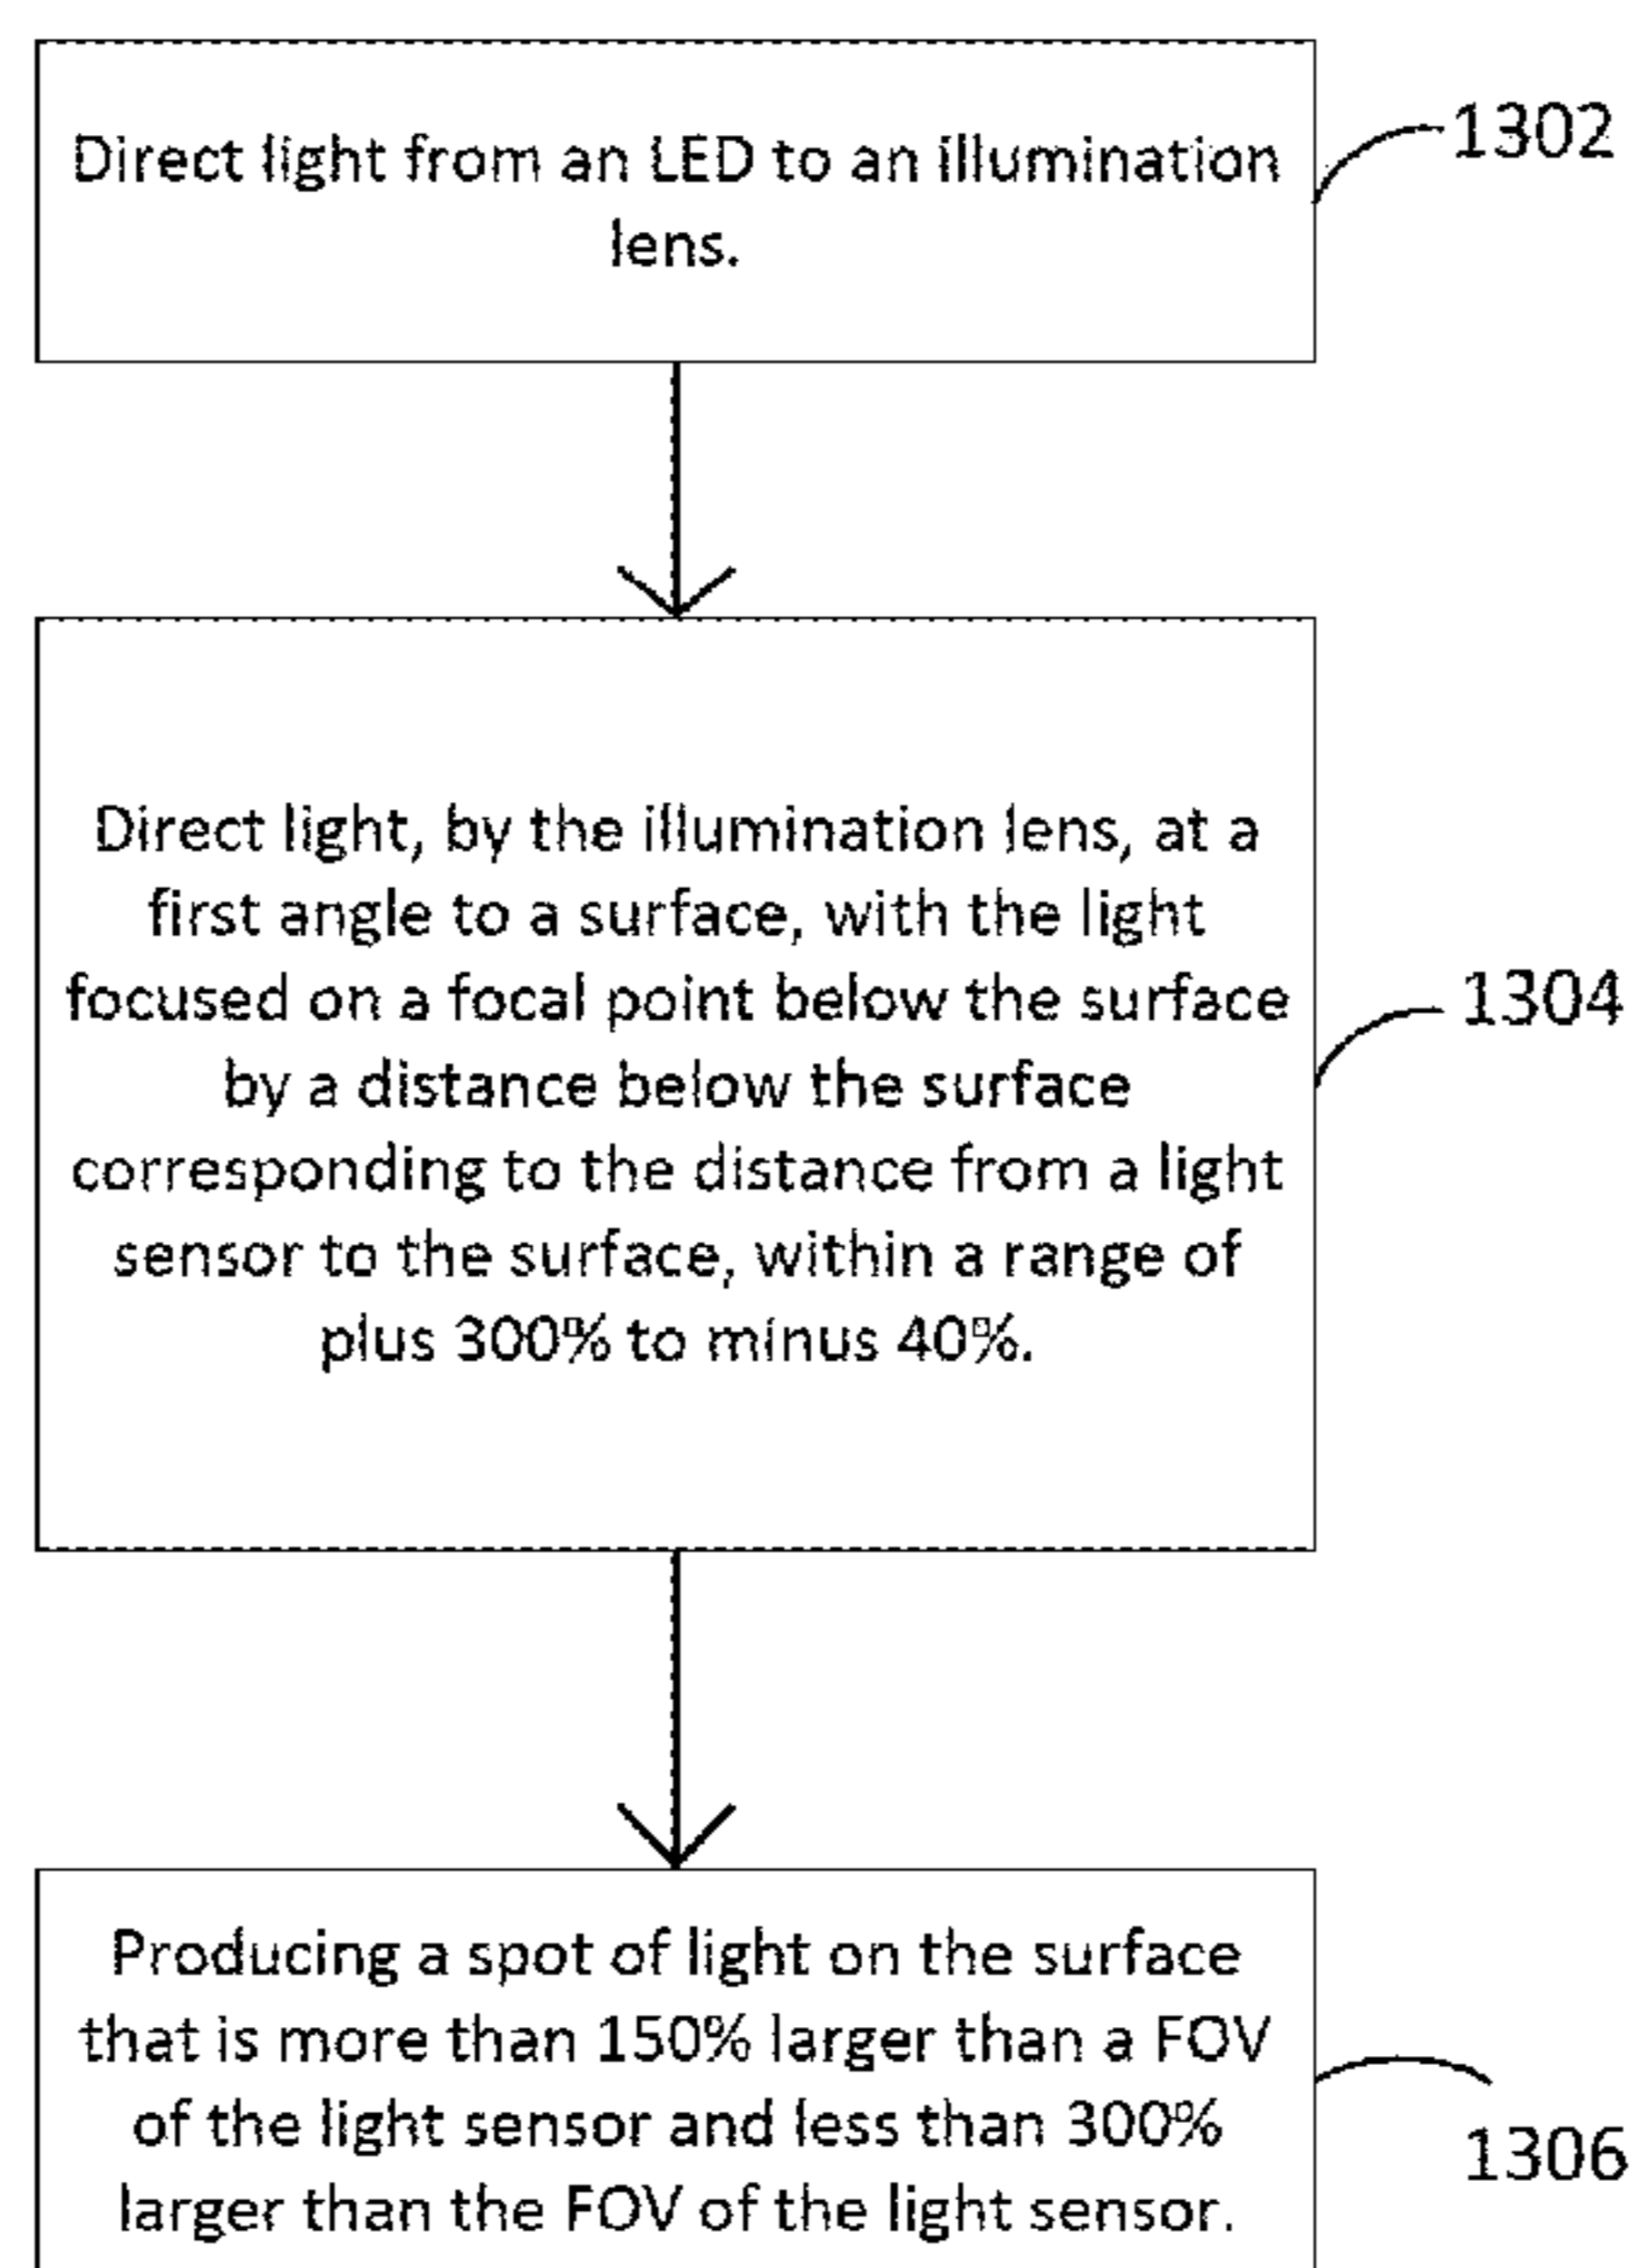 Direct light from an LED to an illumination
lens.
1302
Direct light, by the illumination lens, at a
first angle to a surface, with the light
focused on a focal point below the surface
by a distance below the surface
corresponding to the distance from a light
sensor to the surface, within a range of
plus 300% to minus 40%.
1304
Producing a spot of light on the surface
that is more than 150% larger than a FOV
of the light sensor and less than 300%
larger than the FOV of the light sensor.
1306